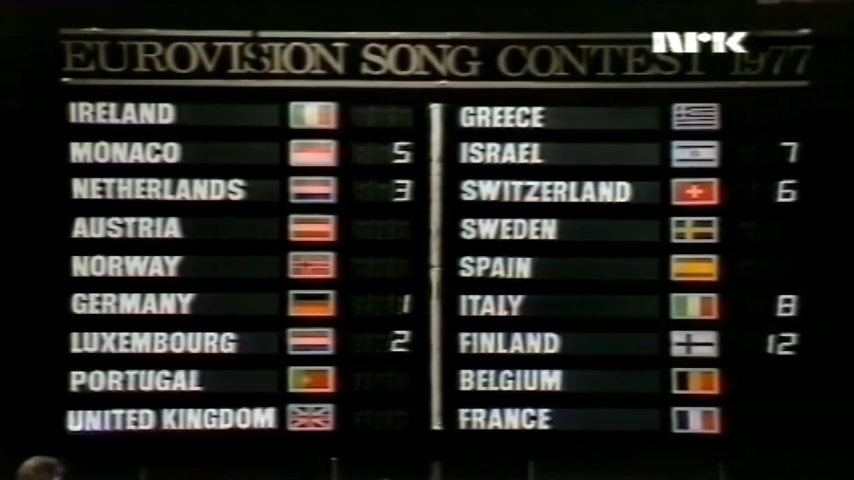 NRK
EUROVISION SONG CONTEST 1977
IRELAND
MONACO 5
NETHERLANDS 3
AUSTRIA
NORWAY
GERMANY 1
LUXEMBOURG 2
PORTUGAL
UNITED KINGDOM
GREECE
ISRAEL 7
SWITZERLAND 6
SWEDEN
SPAIN
ITALY 8
FINLAND 12
BELGIUM
FRANCE